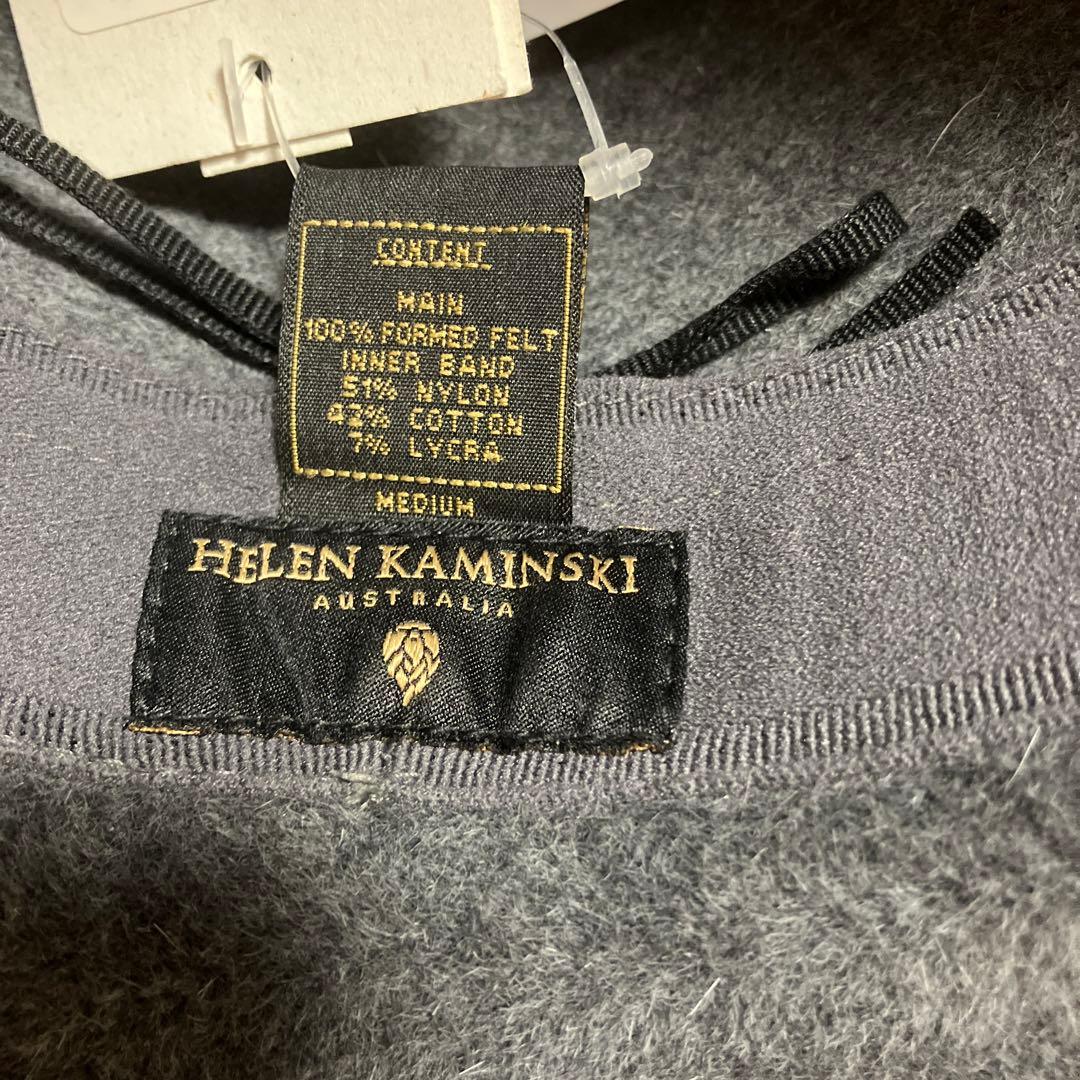 CONTENT
MAIN
100% FORMED FELT
INNER BAND
51% NYLON
42% COTTON
7% LYCRA
MEDIUM
HELEN KAMINSKI
AUSTRALIA